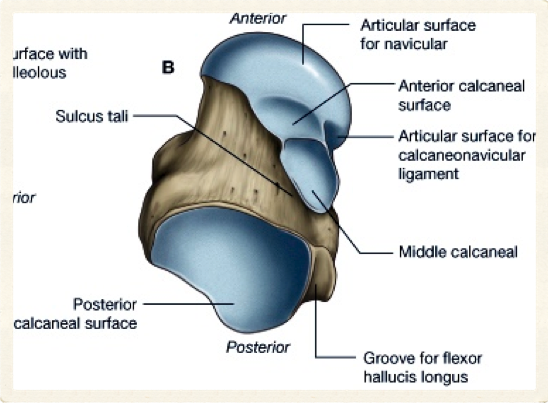 Anterior
Articular surface
for navicular
urface with
lleolous
B
Anterior calcaneal
surface
Sulcus tali
Articular surface for
calcaneonavicular
ligament
rior
Middle calcaneal
Posterior
calcaneal surface
Posterior
Groove for flexor
hallucis longus